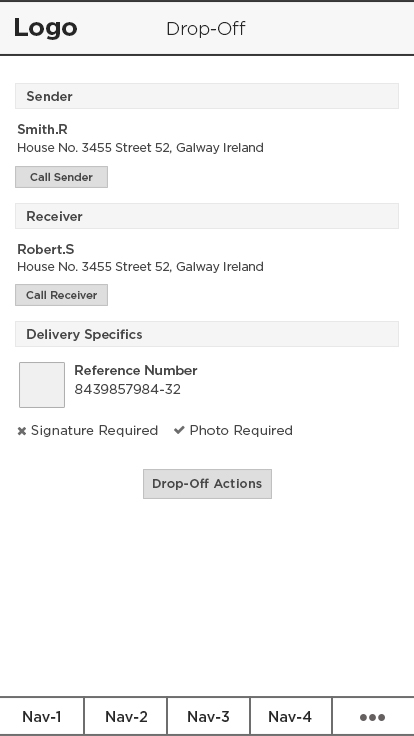 Logo
Drop-Off
Sender
Smith.R
House No. 3455 Street 52, Galway Ireland
Call Sender
Receiver
Robert.S
House No. 3455 Street 52, Galway Ireland
Call Receiver
Delivery Specifics
Reference Number
8439857984-32
Signature Required
Photo Required
Drop-Off Actions
Nav-1
Nav-2
Nav-3
Nav-4